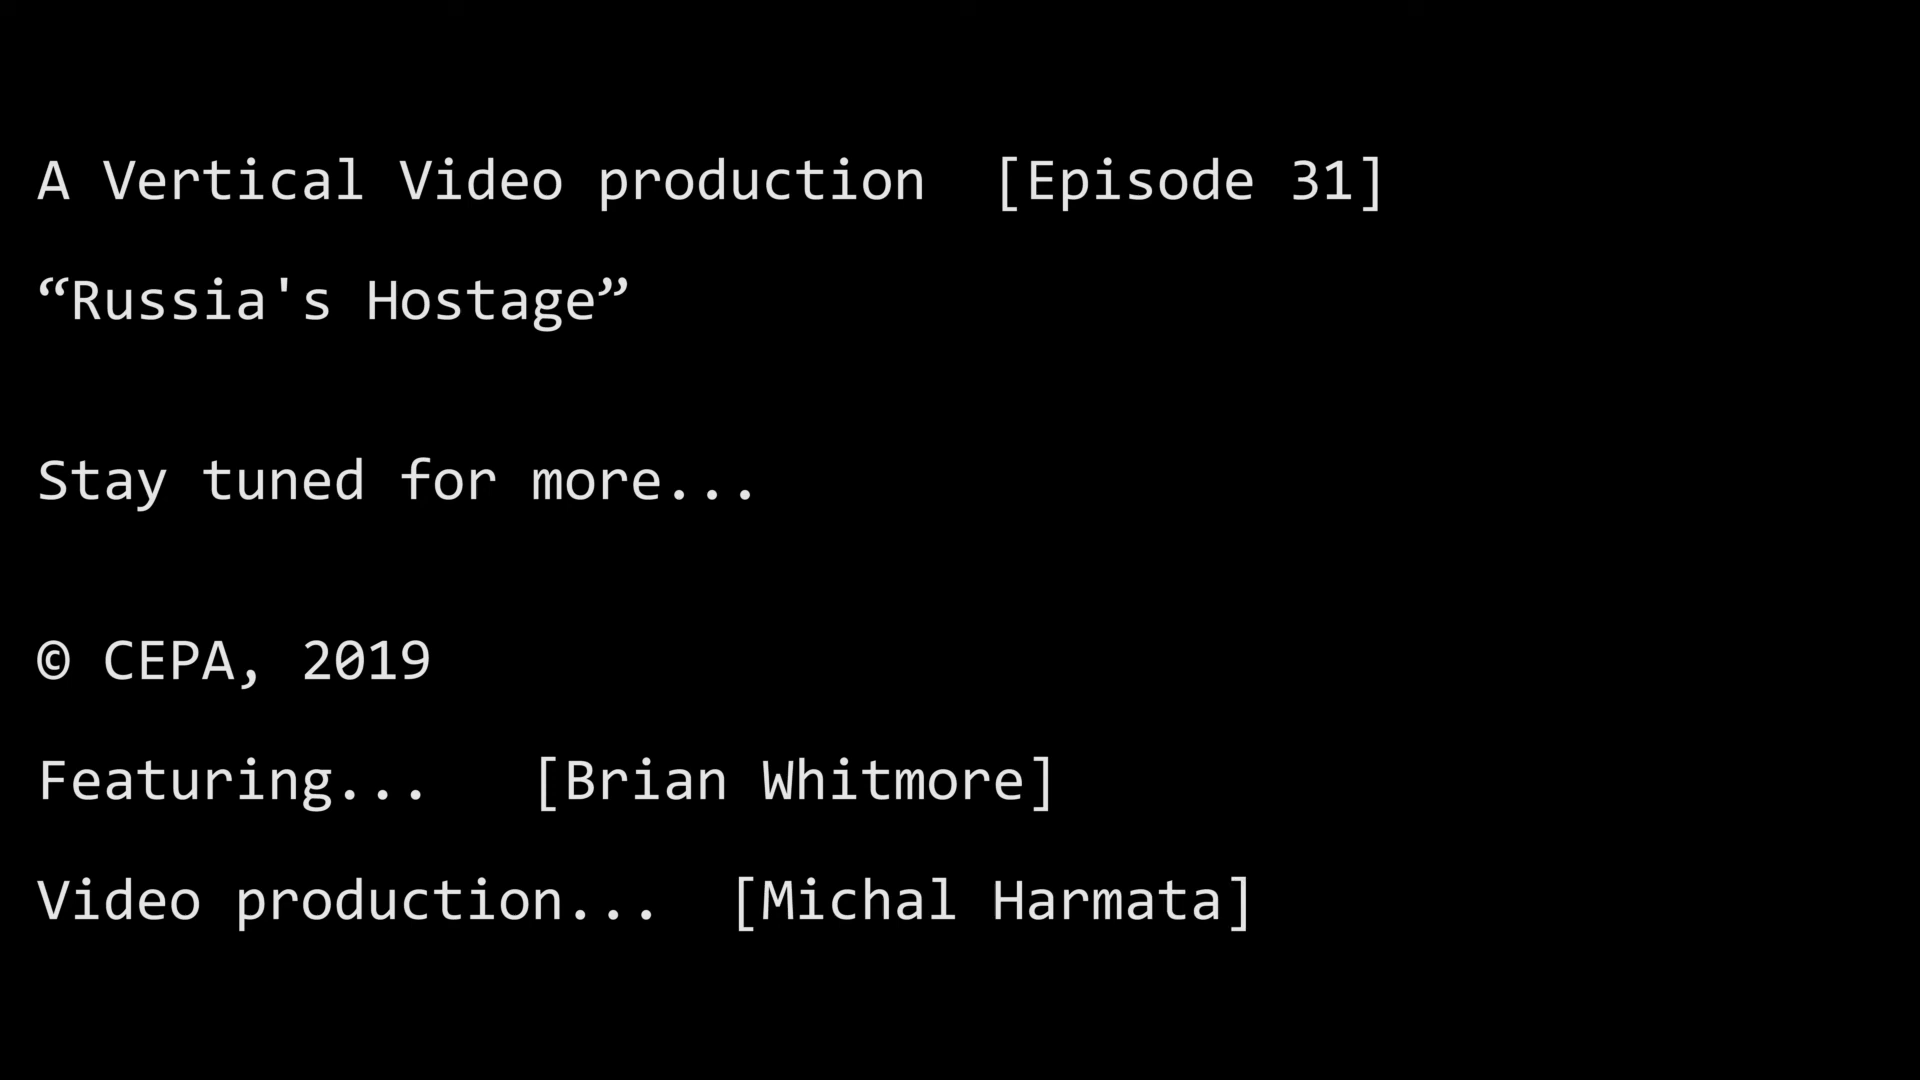 A Vertical Video production  [Episode 31]
“Russia's Hostage”
Stay tuned for more...
© CEPA, 2019
Featuring...   [Brian Whitmore]
Video production...  [Michal Harmata]